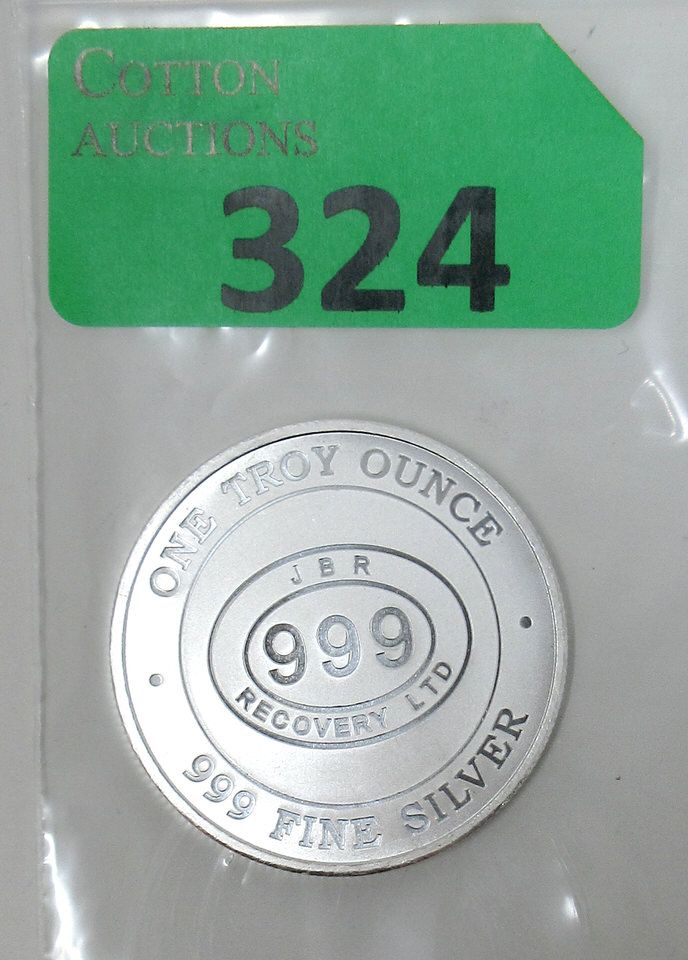 COTTON
AUCTIONS
324
ONE TROY OUNCE
JBR
999
RECOVERY LTD
999 FINE SILVER